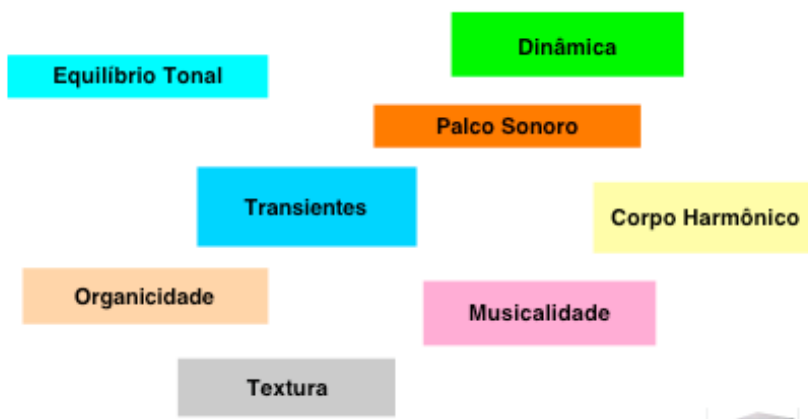 Dinâmica
Equilíbrio Tonal
Palco Sonoro
Transientes
Corpo Harmônico
Organicidade
Musicalidade
Textura